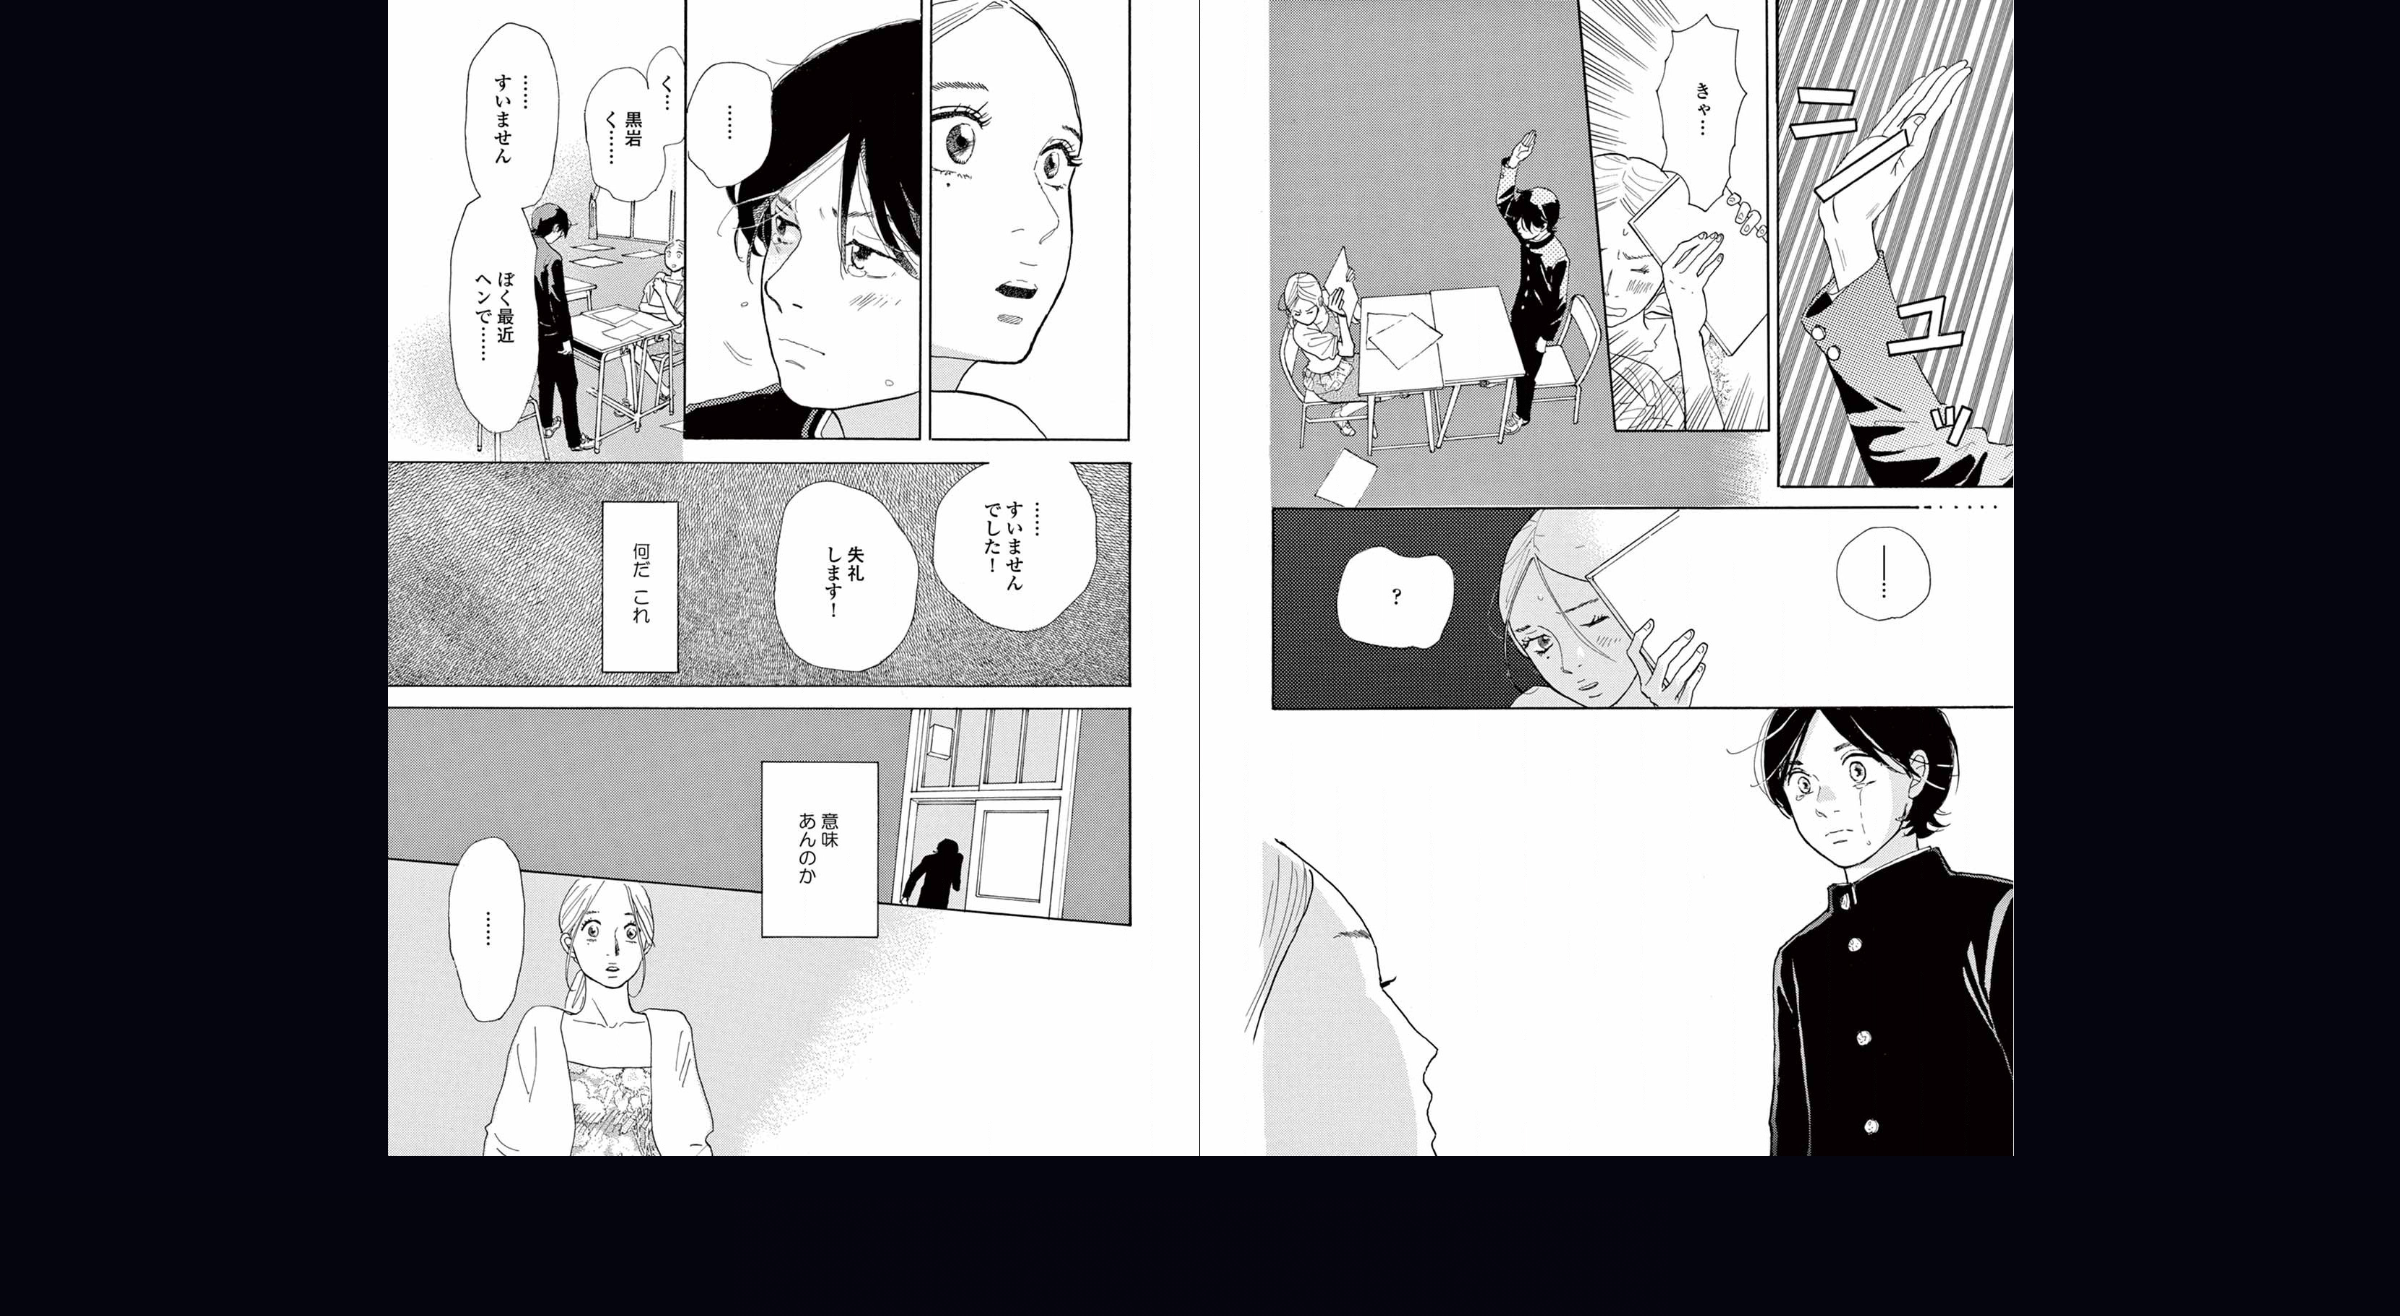 ニュッ
きゃ…
——…
？
……
く…
黒岩
く……
……
すいません
ぼく最近
ヘンで……
……
すいません
でした！
失礼
します！
何だ これ
意味
あんのか
……